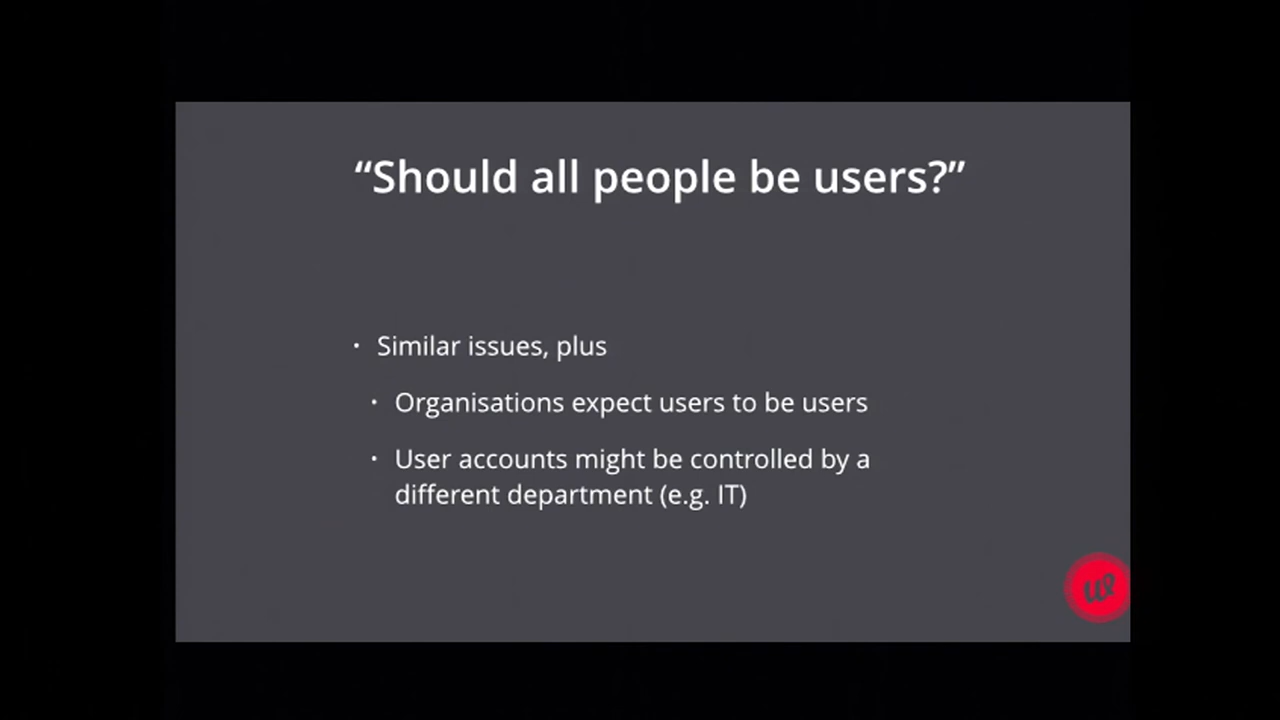 “Should all people be users?”
· Similar issues, plus
· Organisations expect users to be users
· User accounts might be controlled by a
different department (e.g. IT)